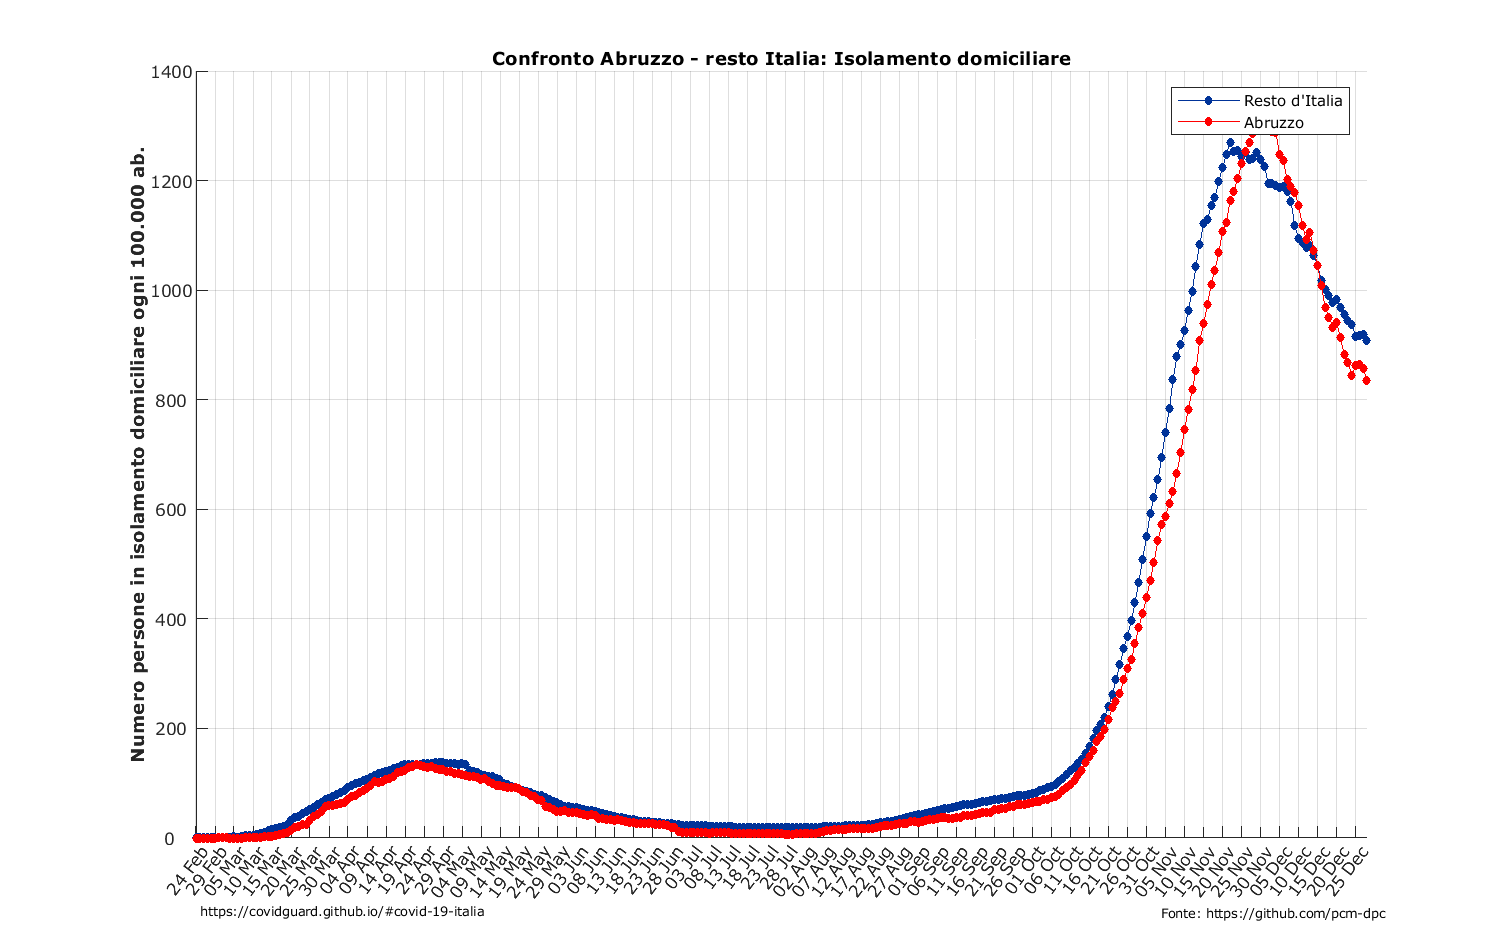 Confronto Abruzzo - resto Italia: Isolamento domiciliare
Numero persone in isolamento domiciliare ogni 100.000 ab.
1400
1200
1000
800
600
400
200
0
Resto d'Italia
Abruzzo
24 Feb
29 Feb
05 Mar
10 Mar
15 Mar
20 Mar
25 Mar
30 Mar
04 Apr
09 Apr
14 Apr
19 Apr
24 Apr
29 Apr
04 May
09 May
14 May
19 May
24 May
29 May
03 Jun
08 Jun
13 Jun
18 Jun
23 Jun
28 Jun
03 Jul
08 Jul
13 Jul
18 Jul
23 Jul
28 Jul
02 Aug
07 Aug
12 Aug
17 Aug
22 Aug
27 Aug
01 Sep
06 Sep
11 Sep
16 Sep
21 Sep
26 Sep
01 Oct
06 Oct
11 Oct
16 Oct
21 Oct
26 Oct
31 Oct
05 Nov
10 Nov
15 Nov
20 Nov
25 Nov
30 Nov
05 Dec
10 Dec
15 Dec
20 Dec
25 Dec
https://covidguard.github.io/#covid-19-italia
Fonte: https://github.com/pcm-dpc